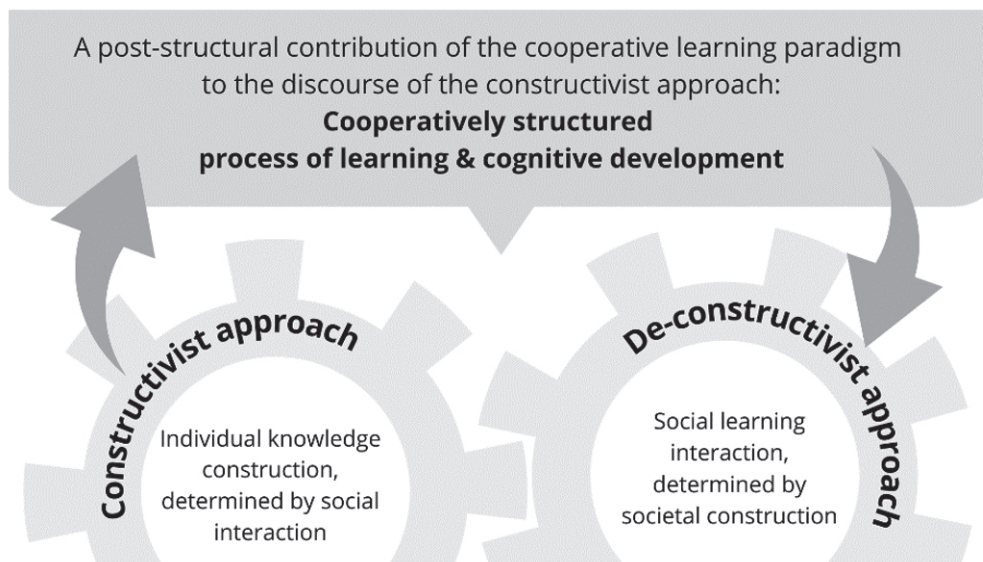 A post-structural contribution of the cooperative learning paradigm
to the discourse of the constructivist approach:
Cooperatively structured
process of learning & cognitive development
Constructivist approach
Individual knowledge
construction,
determined by social
interaction
De-constructivist approach
Social learning
interaction,
determined by
societal construction